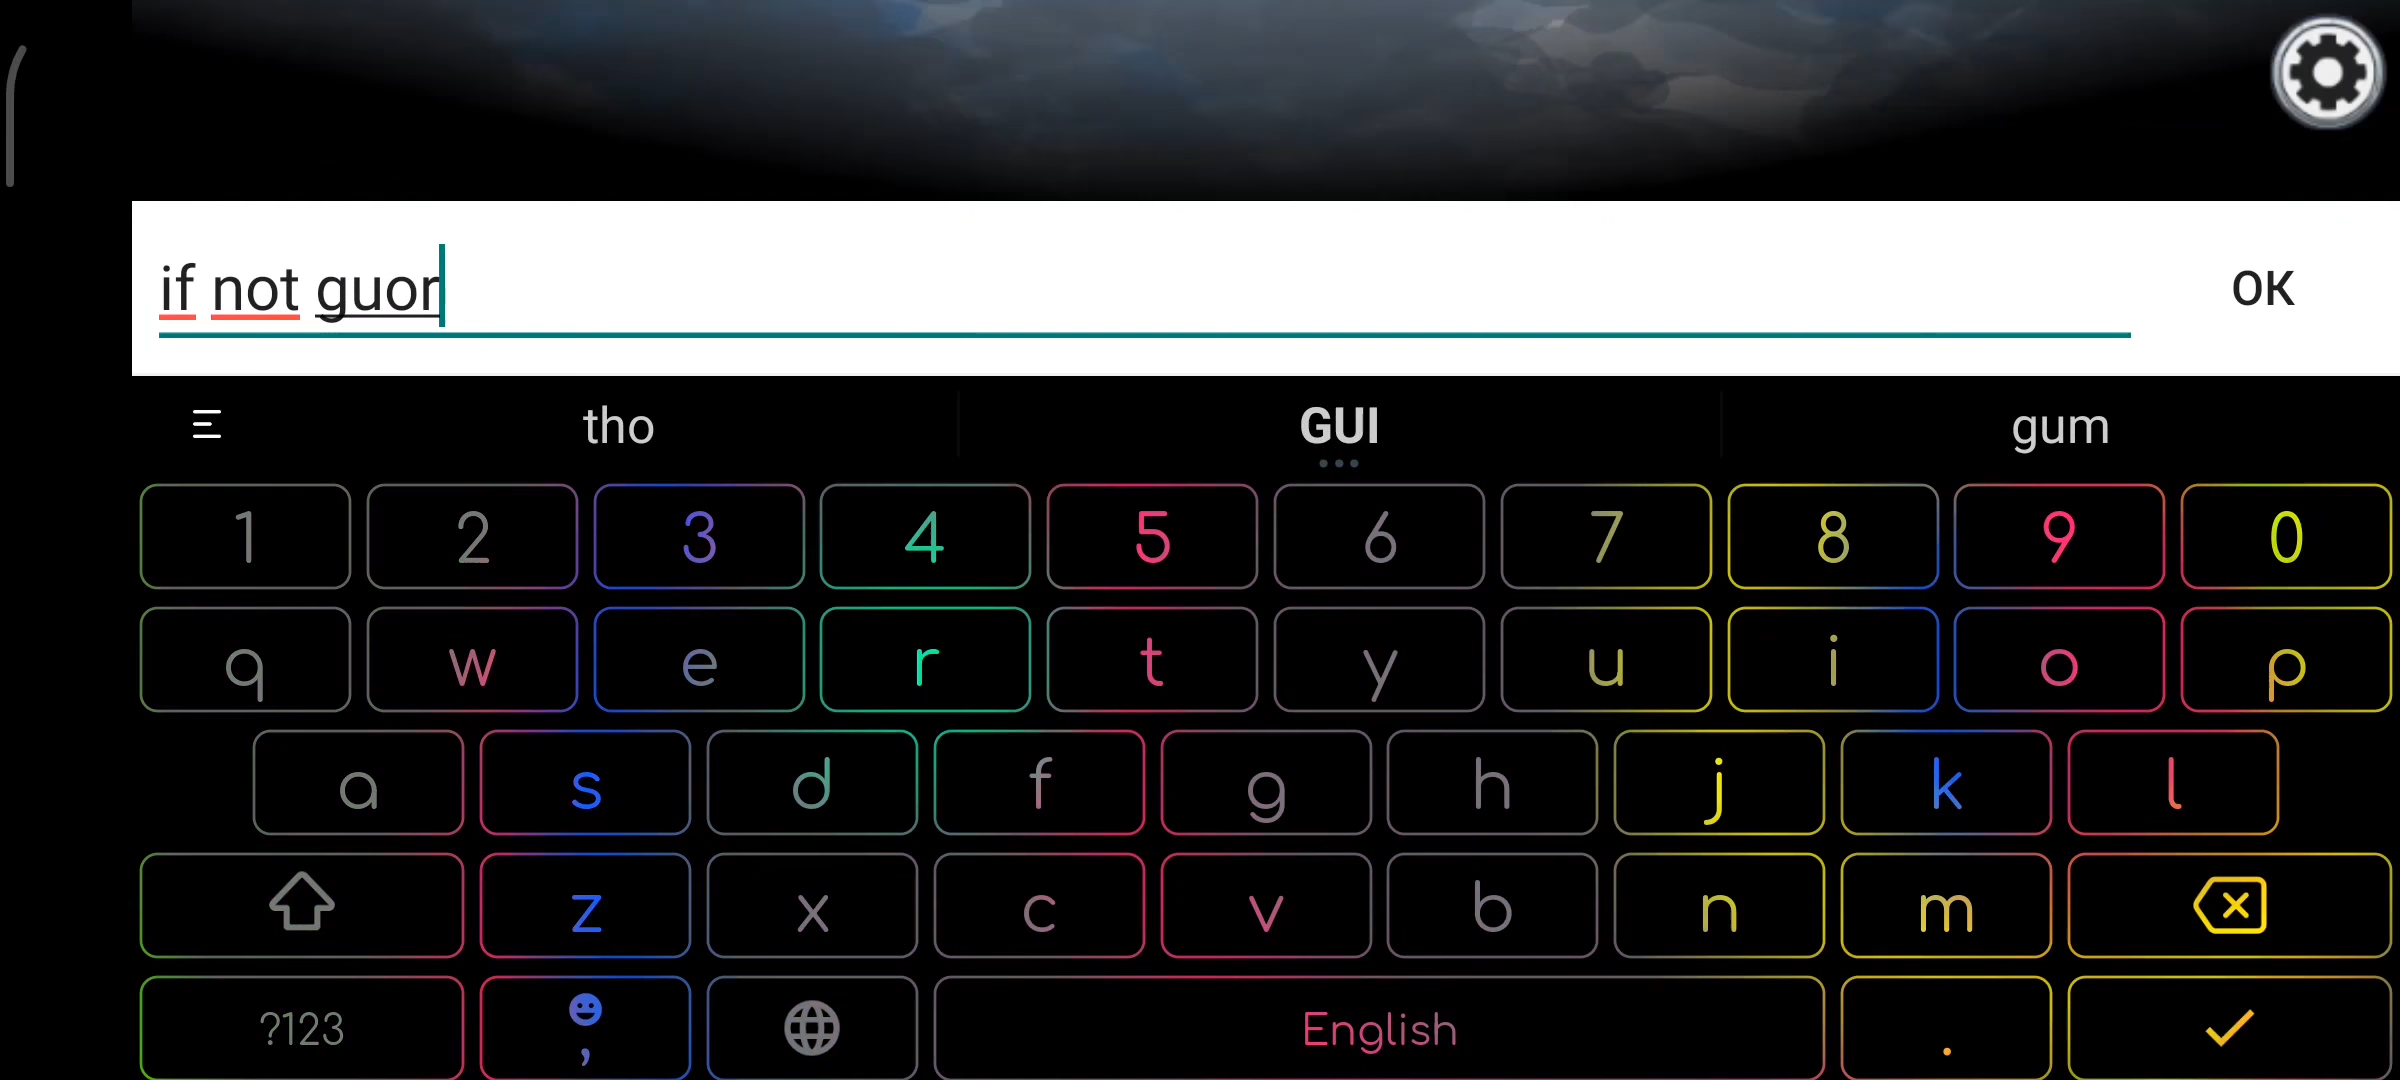 if not guor
OK
tho GUI gum
1 2 3 4 5 6 7 8 9 0
q w e r t y u i o p
a s d f g h j k l
z x c v b n m
?123 , English .